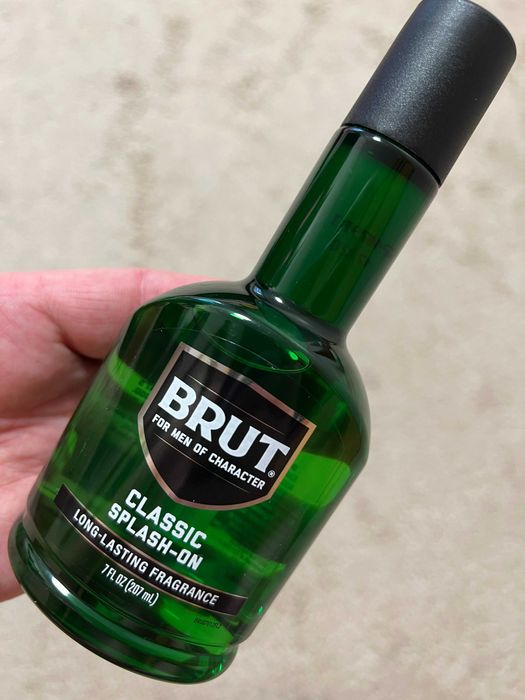 BRUT®
FOR MEN OF CHARACTER
CLASSIC
SPLASH-ON
LONG-LASTING FRAGRANCE
7 FL OZ (207 mL)